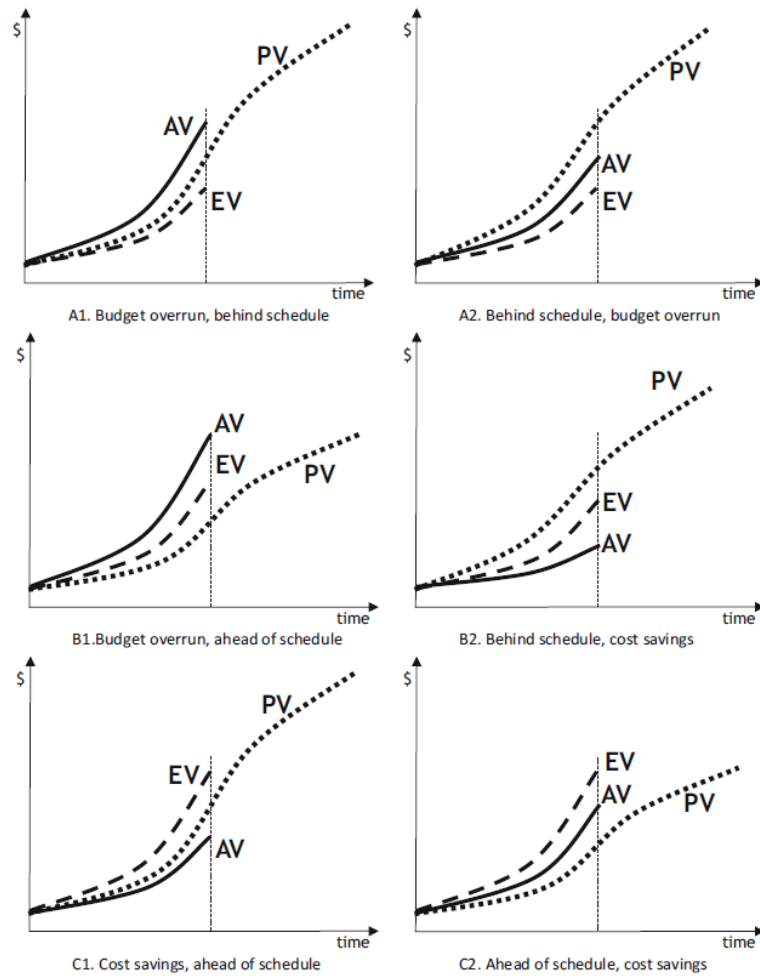 $
PV
AV
EV
time
A1. Budget overrun, behind schedule
$
PV
AV
EV
time
A2. Behind schedule, budget overrun
$
AV
EV
PV
time
B1.Budget overrun, ahead of schedule
$
PV
EV
AV
time
B2. Behind schedule, cost savings
$
PV
EV
AV
time
C1. Cost savings, ahead of schedule
$
EV
AV
PV
time
C2. Ahead of schedule, cost savings